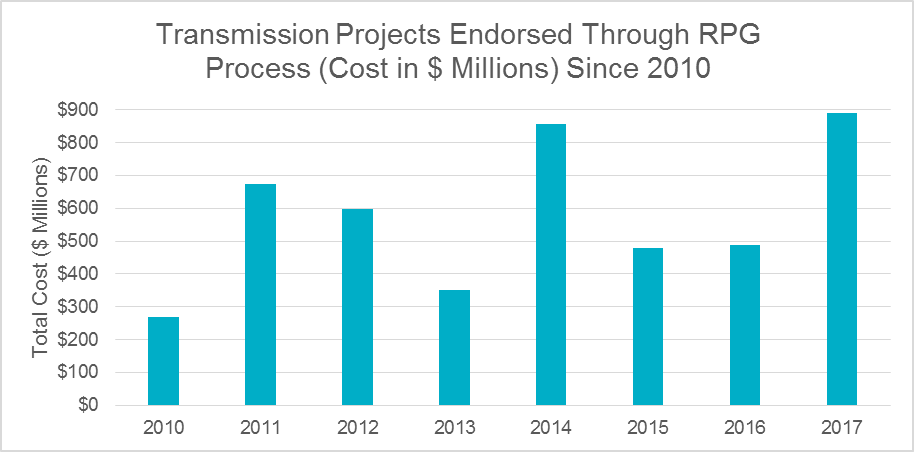 Transmission Projects Endorsed Through RPG
Process (Cost in $ Millions) Since 2010
Total Cost ($ Millions)
$900
$800
$700
$600
$500
$400
$300
$200
$100
$0
2010 2011 2012 2013 2014 2015 2016 2017